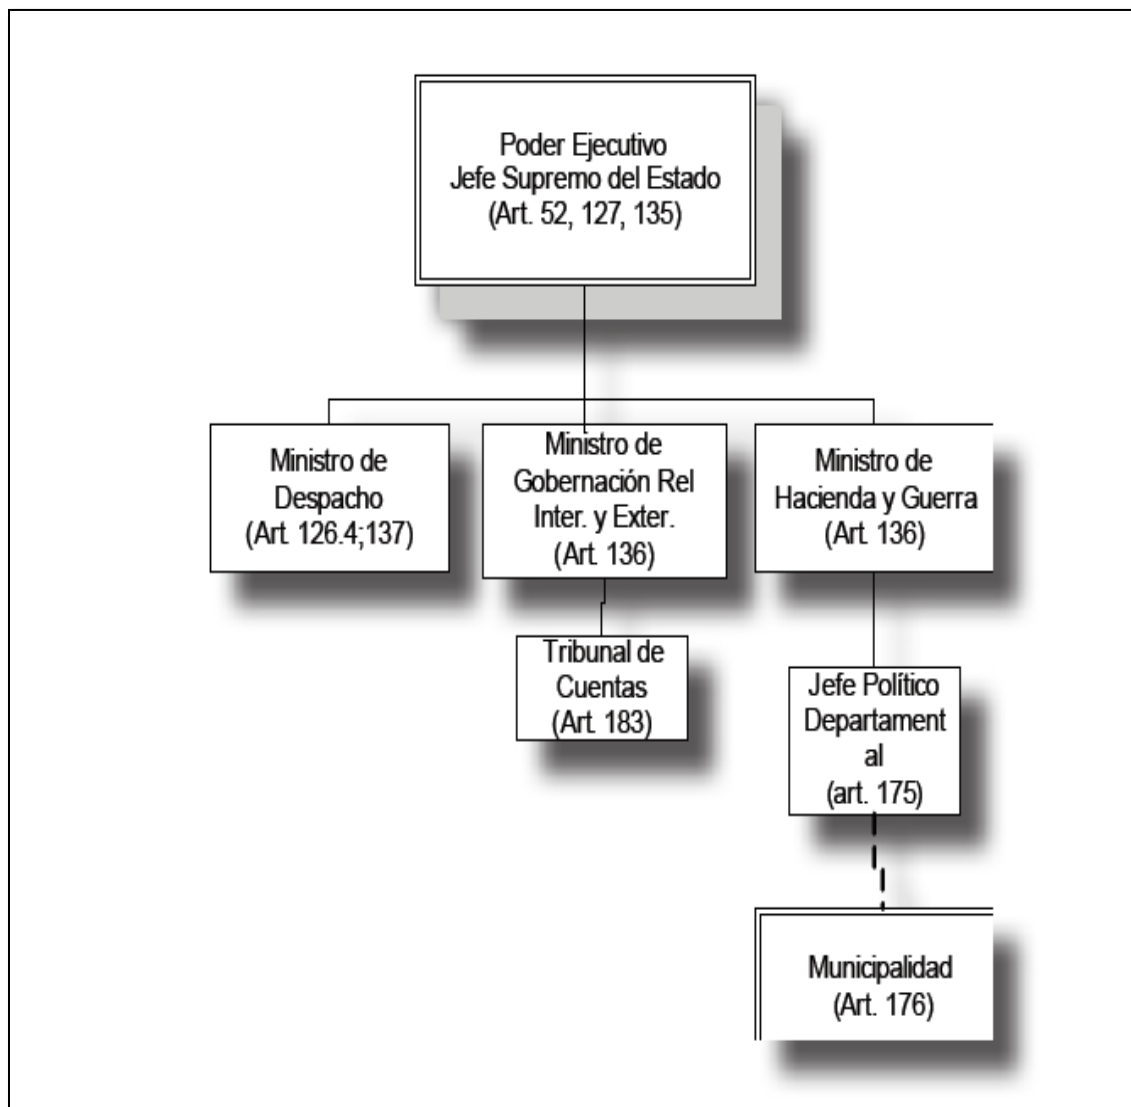 Poder Ejecutivo
Jefe Supremo del Estado
(Art. 52, 127, 135)
Ministro de
Despacho
(Art. 126.4;137)
Ministro de
Gobernación Rel
Inter. y Exter.
(Art. 136)
Ministro de
Hacienda y Guerra
(Art. 136)
Tribunal de
Cuentas
(Art. 183)
Jefe Político
Departament
al
(art. 175)
Municipalidad
(Art. 176)